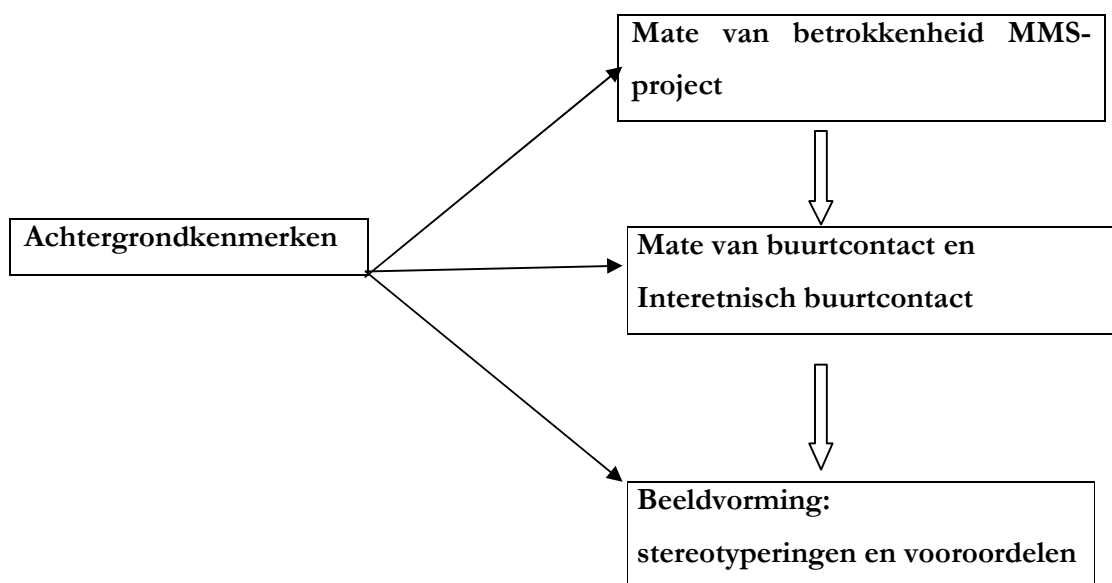 Mate van betrokkenheid MMS-
project
Achtergrondkenmerken
Mate van buurtcontact en
Interetnisch buurtcontact
Beeldvorming:
stereotyperingen en vooroordelen